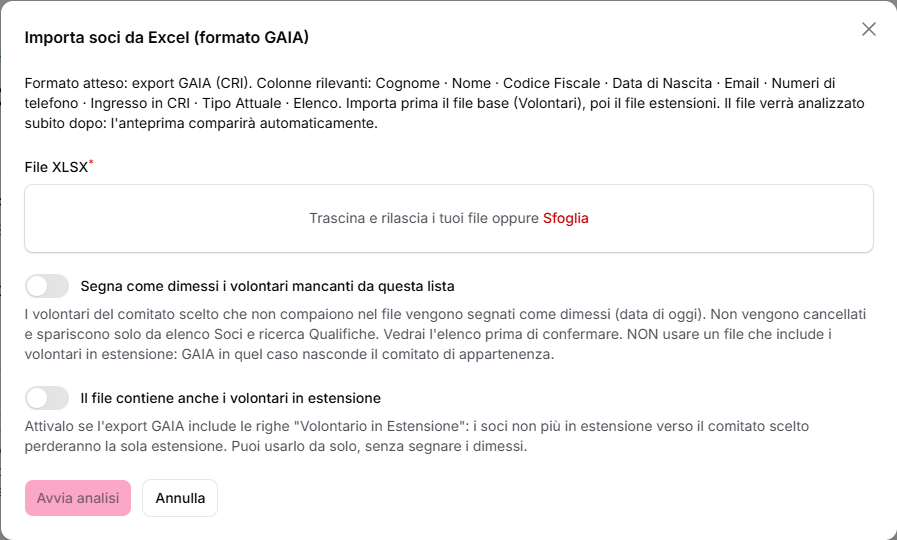 Importa soci da Excel (formato GAIA)
Formato atteso: export GAIA (CRI). Colonne rilevanti: Cognome · Nome · Codice Fiscale · Data di Nascita · Email · Numeri di
telefono · Ingresso in CRI · Tipo Attuale · Elenco. Importa prima il file base (Volontari), poi il file estensioni. Il file verrà analizzato
subito dopo: l'anteprima comparirà automaticamente.
File XLSX*
Trascina e rilascia i tuoi file oppure Sfoglia
Segna come dimessi i volontari mancanti da questa lista
I volontari del comitato scelto che non compaiono nel file vengono segnati come dimessi (data di oggi). Non vengono cancellati
e spariscono solo da elenco Soci e ricerca Qualifiche. Vedrai l'elenco prima di confermare. NON usare un file che include i
volontari in estensione: GAIA in quel caso nasconde il comitato di appartenenza.
Il file contiene anche i volontari in estensione
Attivalo se l'export GAIA include le righe "Volontario in Estensione": i soci non più in estensione verso il comitato scelto
perderanno la sola estensione. Puoi usarlo da solo, senza segnare i dimessi.
Avvia analisi
Annulla